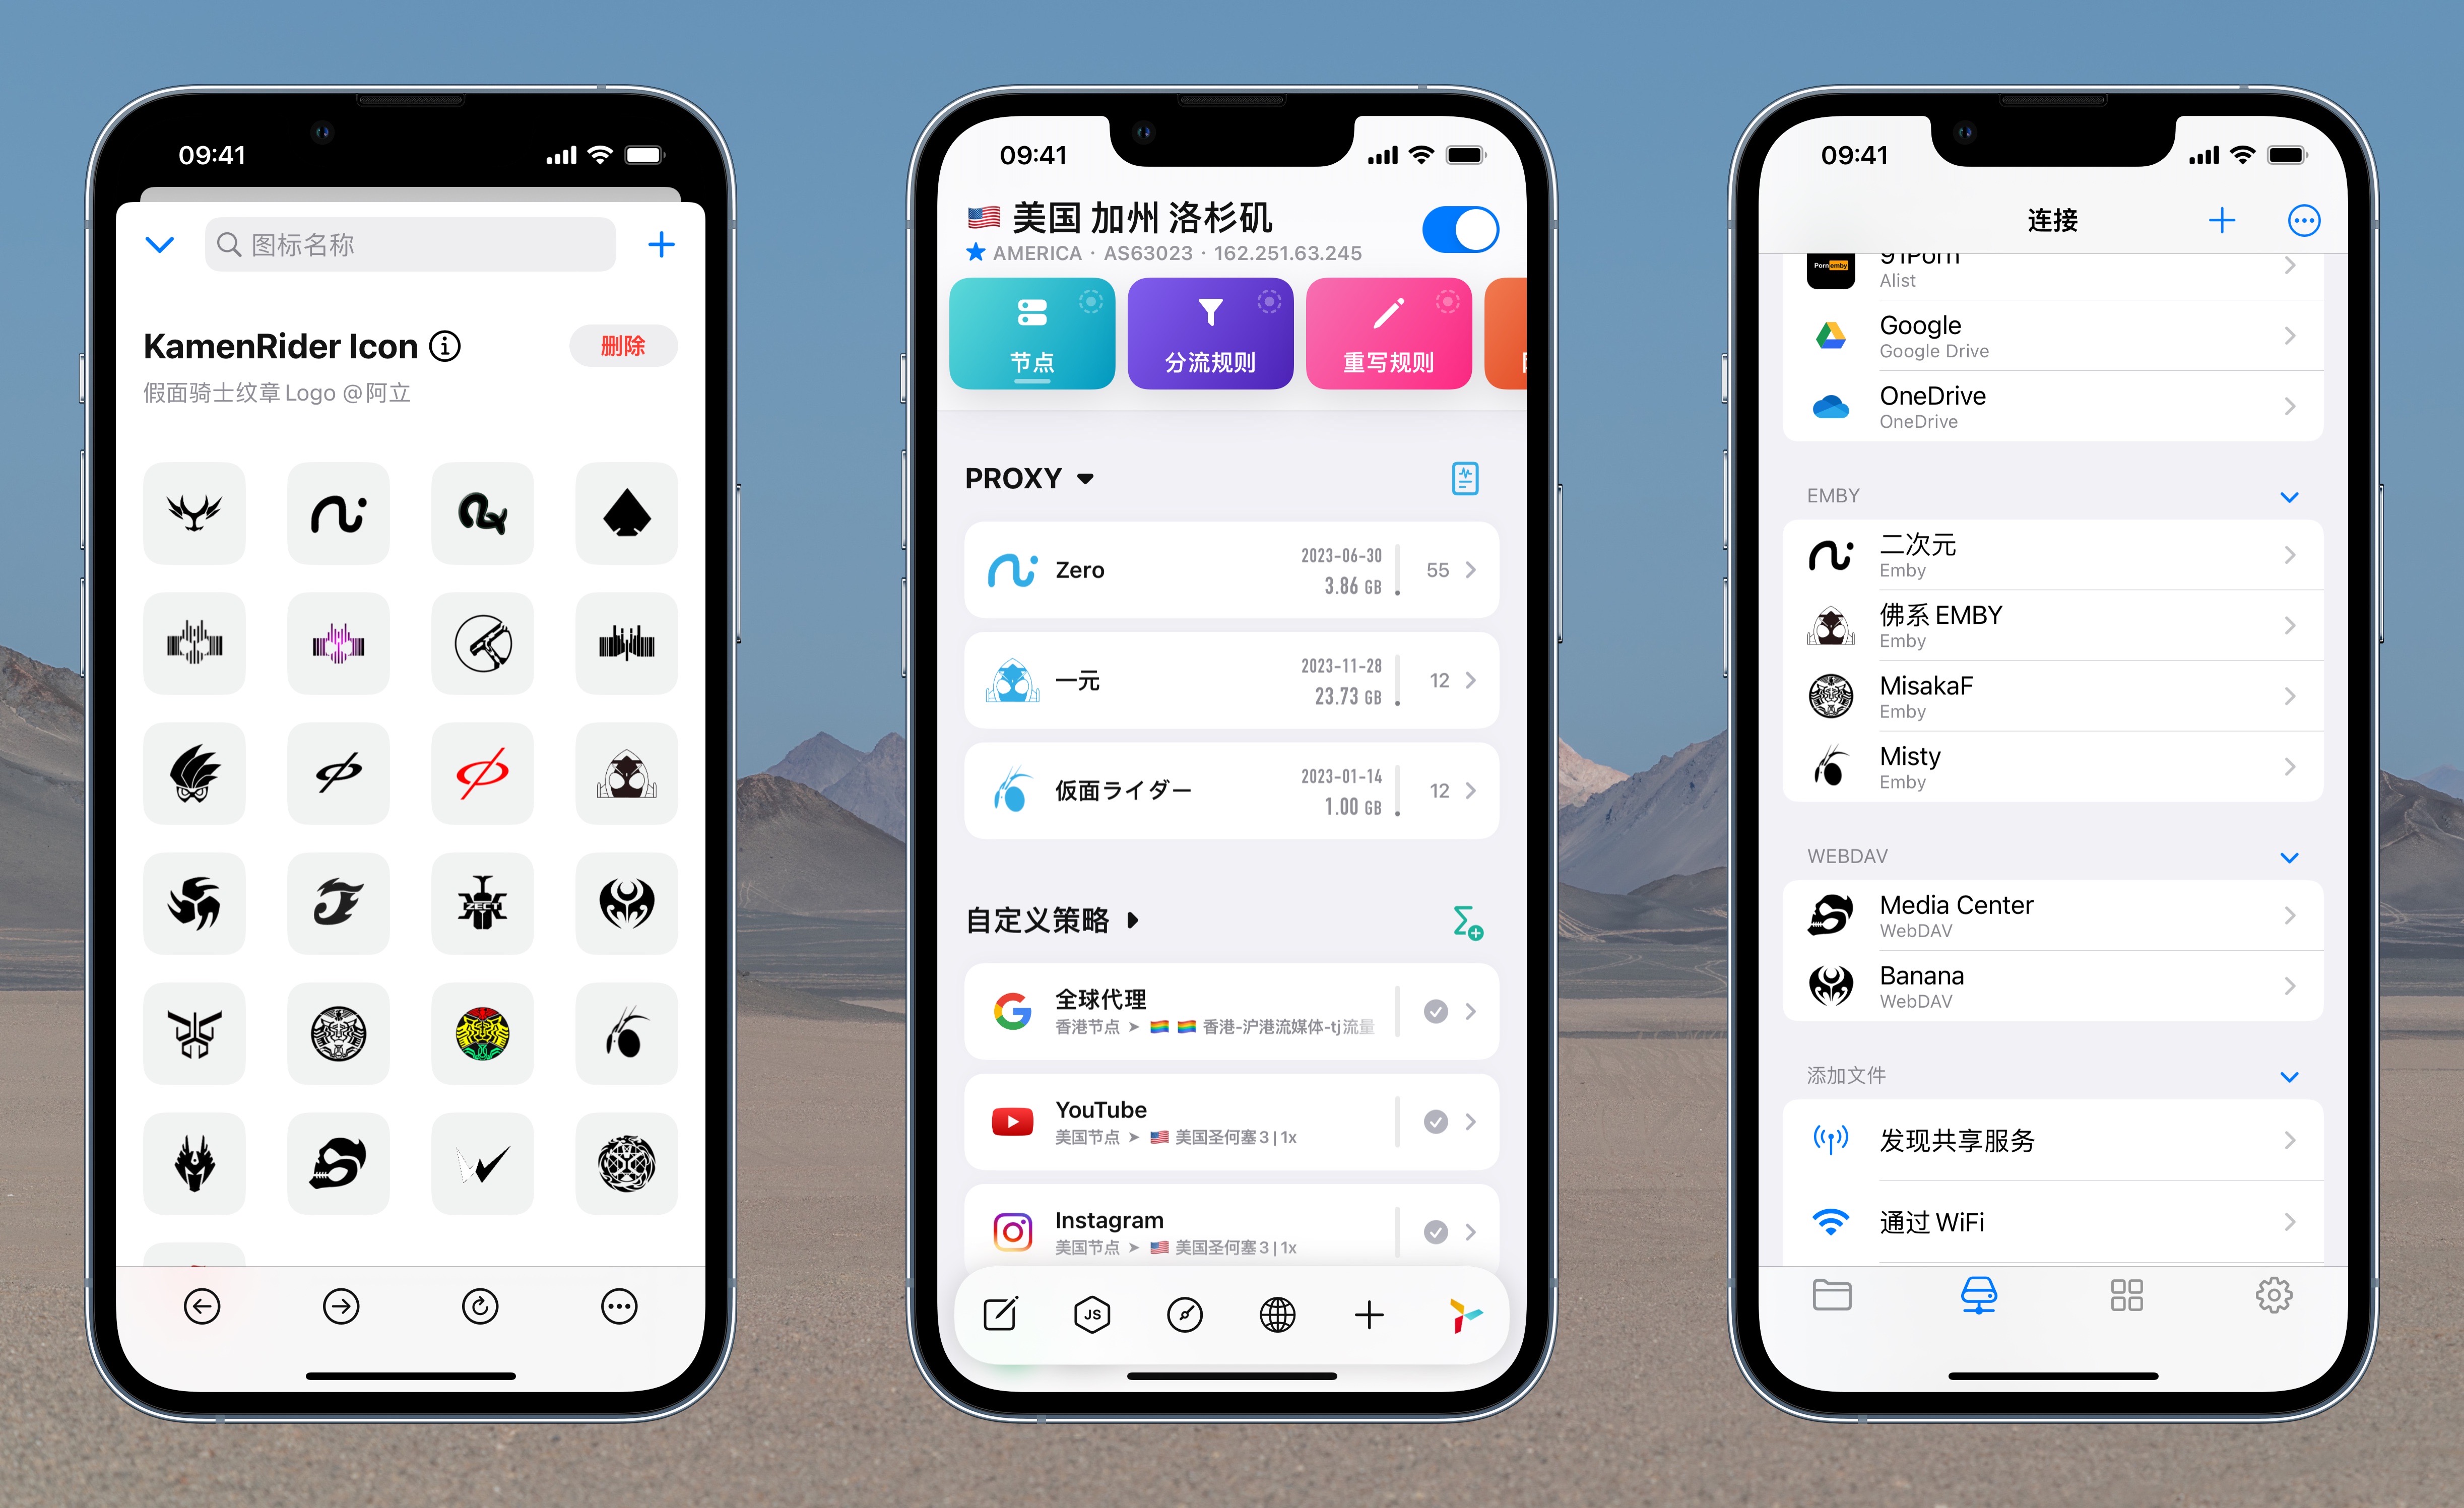 09:41
图标名称
KamenRider Icon
删除
假面骑士纹章 Logo @阿立
ZECT
09:41
美国 加州 洛杉矶
AMERICA · AS63023 · 162.251.63.245
节点
分流规则
重写规则
PROXY
Zero
2023-06-30
3.86 GB
55
一元
2023-11-28
23.73 GB
12
仮面ライダー
2023-01-14
1.00 GB
12
自定义策略
全球代理
香港节点 ➤ 香港-沪港流媒体-tj流量
YouTube
美国节点 ➤ 美国圣何塞 3 | 1x
Instagram
美国节点 ➤ 美国圣何塞 3 | 1x
JS
09:41
连接
Pornemby
91Porn
Alist
Google
Google Drive
OneDrive
OneDrive
EMBY
二次元
Emby
佛系 EMBY
Emby
MisakaF
Emby
Misty
Emby
WEBDAV
Media Center
WebDAV
Banana
WebDAV
添加文件
发现共享服务
通过 WiFi